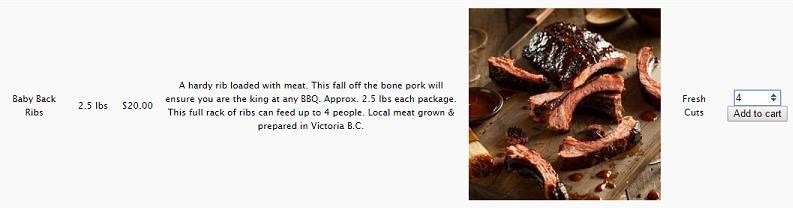 Baby Back
Ribs
2.5 lbs
$20.00
A hardy rib loaded with meat. This fall off the bone pork will
ensure you are the king at any BBQ. Approx. 2.5 lbs each package.
This full rack of ribs can feed up to 4 people. Local meat grown &
prepared in Victoria B.C.
Fresh
Cuts
4
Add to cart